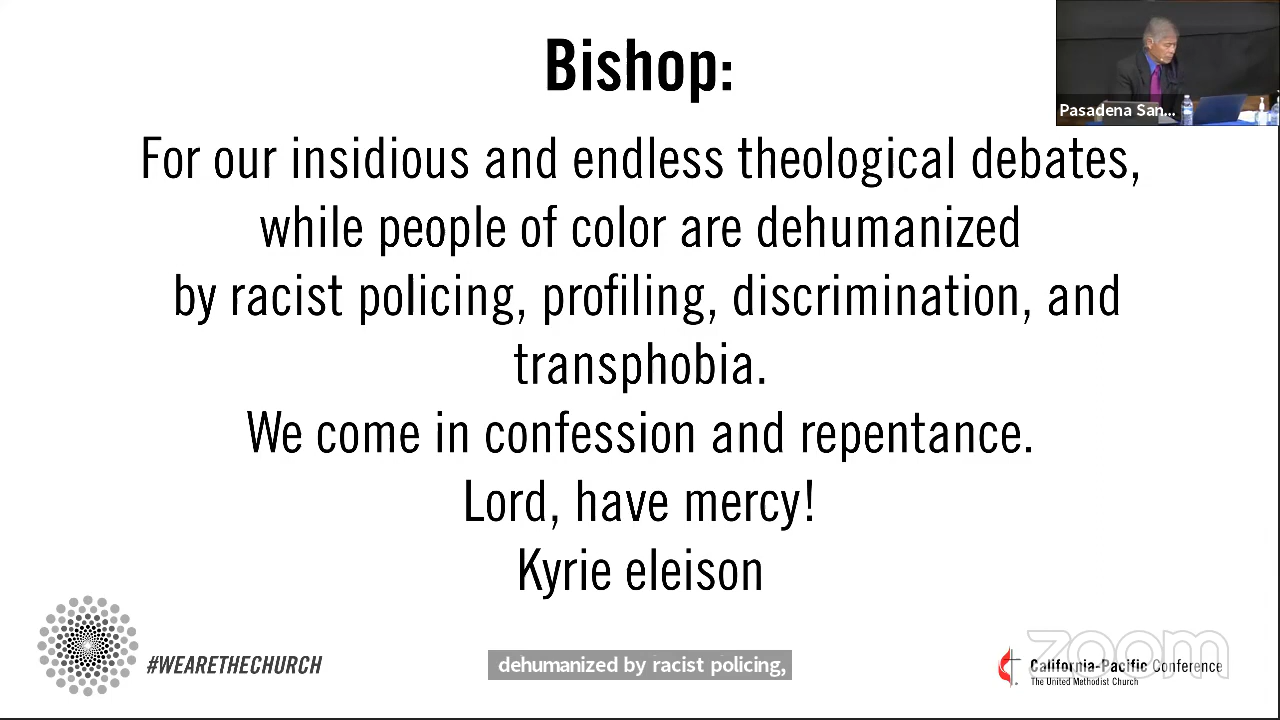 Bishop:
Pasadena San...
For our insidious and endless theological debates,
while people of color are dehumanized
by racist policing, profiling, discrimination, and
transphobia.
We come in confession and repentance.
Lord, have mercy!
Kyrie eleison
#WEARETHECHURCH
dehumanized by racist policing,
zoom
California-Pacific Conference
The United Methodist Church